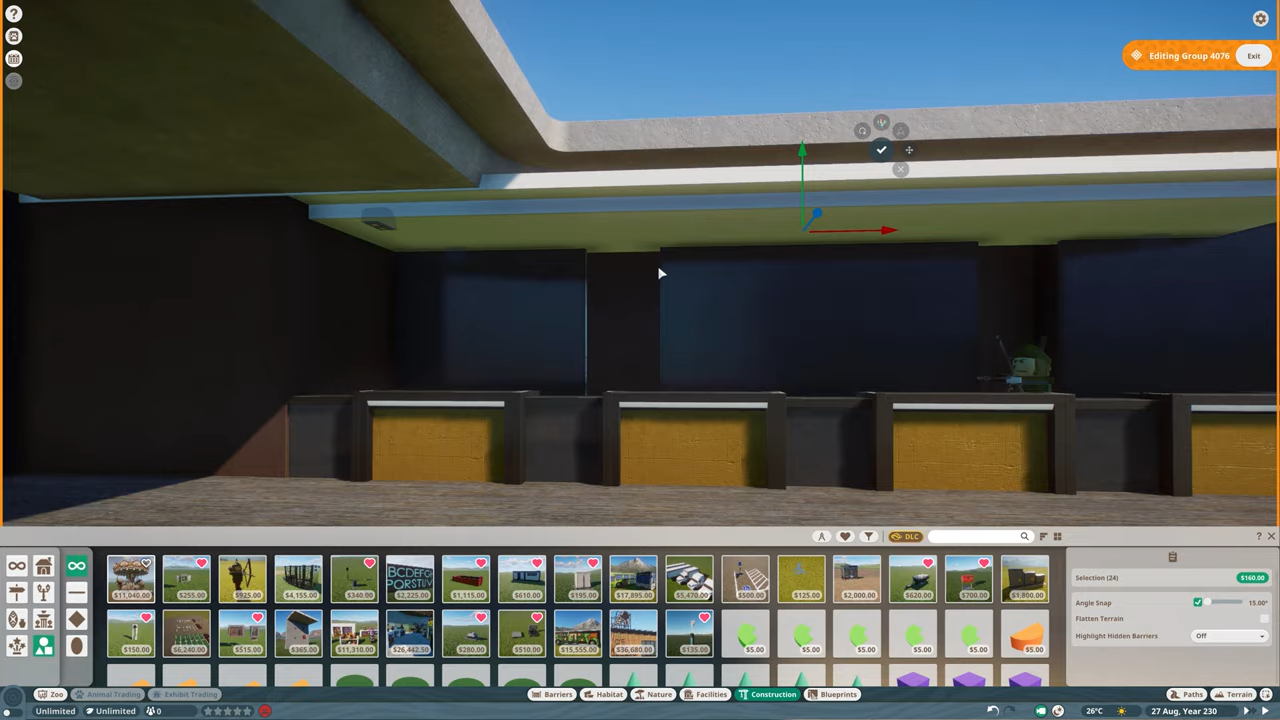 Editing Group 4076 Exit
DLC
$11,040.00 $255.00 $925.00 $4,155.00 $340.00 $2,225.00 $1,115.00 $610.00 $195.00 $17,895.00 $5,470.00 $500.00 $125.00 $2,000.00 $620.00 $700.00 $1,800.00
BCDEFG
$150.00 $6,240.00 $515.00 $365.00 $11,310.00 $26,442.50 $280.00 $510.00 $15,555.00 $36,680.00 $135.00 $5.00 $5.00 $5.00 $5.00 $5.00 $5.00
Selection (24) $160.00
Angle Snap 15.00°
Flatten Terrain
Highlight Hidden Barriers Off
Zoo Animal Trading Exhibit Trading Barriers Habitat Nature Facilities Construction Blueprints Paths Terrain
Unlimited Unlimited 0 26°C 27 Aug, Year 230